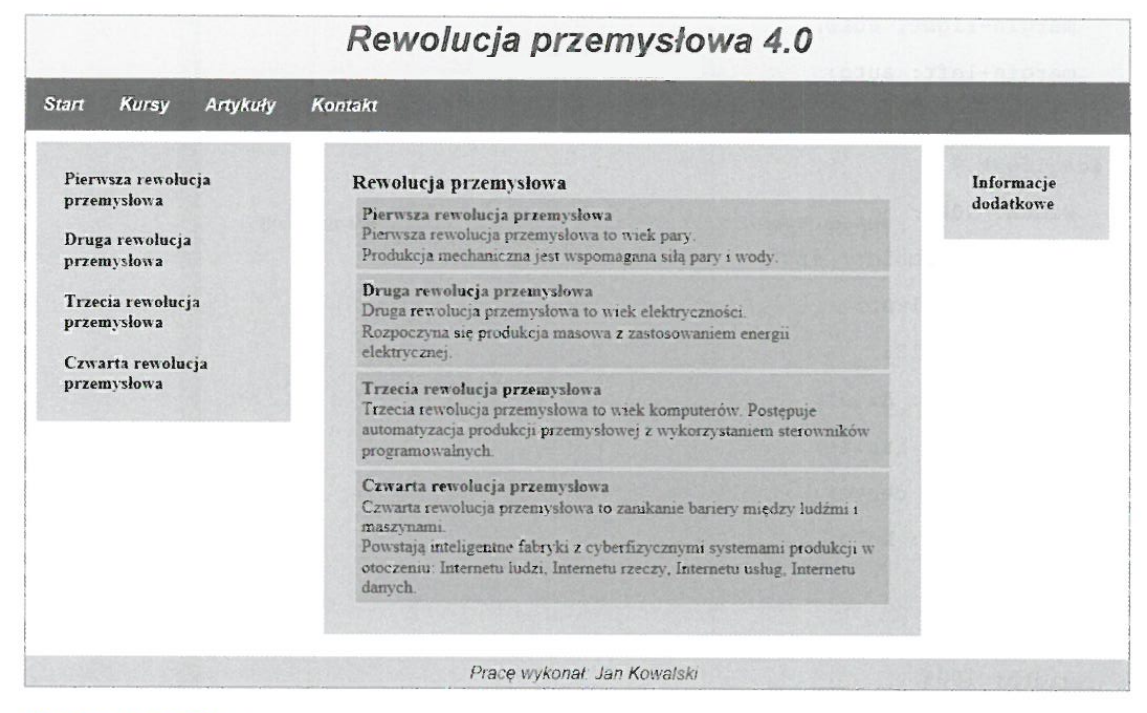 Rewolucja przemysłowa 4.0
Start Kursy Artykuły Kontakt
Pierwsza rewolucja
przemysłowa
Druga rewolucja
przemysłowa
Trzecia rewolucja
przemysłowa
Czwarta rewolucja
przemysłowa
Rewolucja przemysłowa
Pierwsza rewolucja przemysłowa
Pierwsza rewolucja przemysłowa to wiek pary.
Produkcja mechaniczna jest wspomagana siłą pary i wody.
Druga rewolucja przemysłowa
Druga rewolucja przemysłowa to wiek elektryczności.
Rozpoczyna się produkcja masowa z zastosowaniem energii
elektrycznej.
Trzecia rewolucja przemysłowa
Trzecia rewolucja przemysłowa to wiek komputerów. Postępuje
automatyzacja produkcji przemysłowej z wykorzystaniem sterowników
programowalnych.
Czwarta rewolucja przemysłowa
Czwarta rewolucja przemysłowa to zanikanie bariery między ludźmi i
maszynami.
Powstają inteligentne fabryki z cyberfizycznymi systemami produkcji w
otoczeniu: Internetu ludzi, Internetu rzeczy, Internetu usług, Internetu
danych.
Informacje
dodatkowe
Pracę wykonał: Jan Kowalski